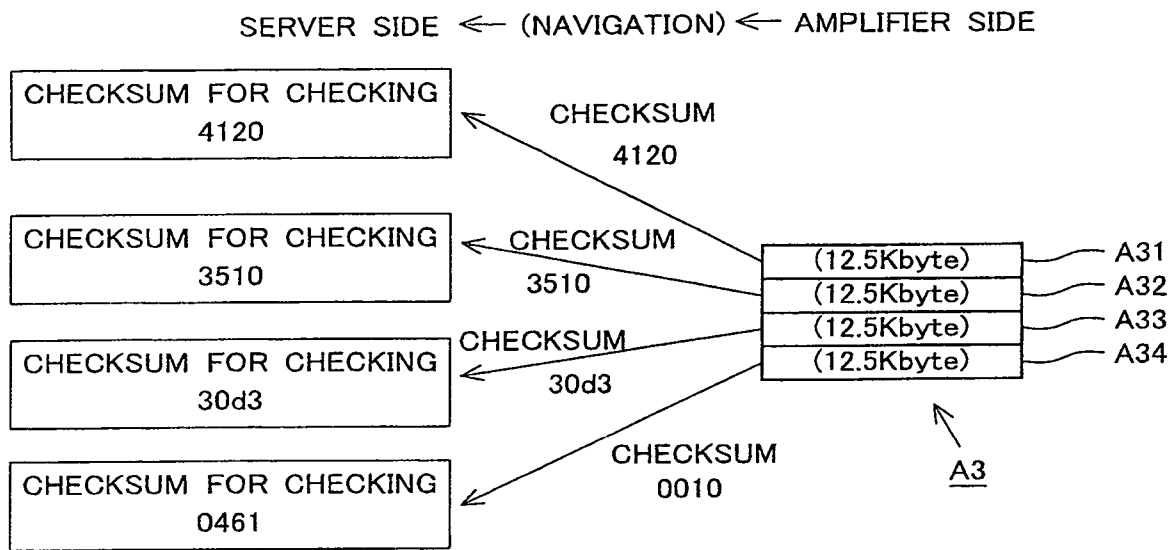 SERVER SIDE ← (NAVIGATION) ← AMPLIFIER SIDE
CHECKSUM FOR CHECKING
4120
CHECKSUM
4120
CHECKSUM FOR CHECKING
3510
CHECKSUM
3510
CHECKSUM FOR CHECKING
30d3
CHECKSUM
30d3
CHECKSUM FOR CHECKING
0461
CHECKSUM
0010
(12.5Kbyte) A31
(12.5Kbyte) A32
(12.5Kbyte) A33
(12.5Kbyte) A34
A3